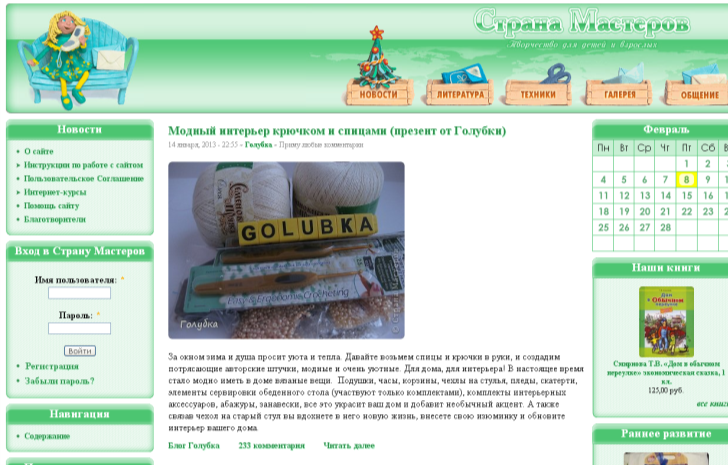 Страна Мастеров
Творчество для детей и взрослых
НОВОСТИ
ЛИТЕРАТУРА
ТЕХНИКИ
ГАЛЕРЕЯ
ОБЩЕНИЕ
Новости
О сайте
Инструкции по работе с сайтом
Пользовательское Соглашение
Интернет-курсы
Помощь сайту
Благотворители
Вход в Страну Мастеров
Имя пользователя: *
Пароль: *
Войти
Регистрация
Забыли пароль?
Навигация
Содержание
Модный интерьер крючком и спицами (презент от Голубки)
14 января, 2013 - 22:55 – Голубка – Приму любые комментарии
GOLUBKA
Easy & Ergonomic Crocheting
Голубка
За окном зима и душа просит уюта и тепла. Давайте возьмем спицы и крючки в руки, и создадим
потрясающие авторские штучки, модные и очень уютные. Для дома, для интерьера! В настоящее время
стало модно иметь в доме вязаные вещи. Подушки, часы, корзины, чехлы на стулья, пледы, скатерти,
элементы сервировки обеденного стола (участвуют только комплектами), комплекты интерьерных
аксессуаров, абажуры, занавески, все это украсит ваш дом и добавит необычный акцент. А также
связав чехол на старый стул вы вдохнете в него новую жизнь, внесете свою изюминку и обновите
интерьер вашего дома.
Блог Голубка 233 комментария Читать далее
Февраль
Пн Вт Ср Чт Пт Сб В
1 2
4 5 6 7 8 9
11 12 13 14 15 16
18 19 20 21 22 23
25 26 27 28
Наши книги
Смирнова Т.В. «Дом в обычном
переулке» экономическая сказка, 1
кл.
125,00 руб.
все книг
Раннее развитие